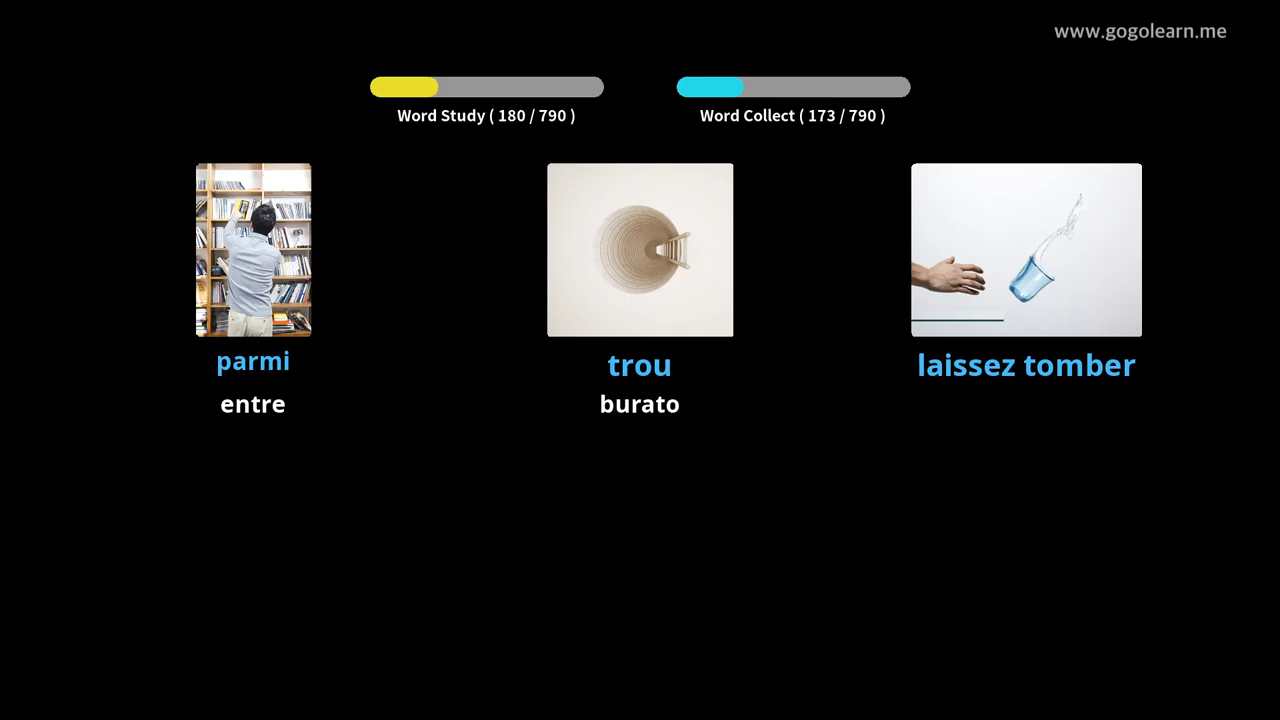 www.gogolearn.me
Word Study ( 180 / 790 )
Word Collect ( 173 / 790 )
parmi
entre
trou
burato
laissez tomber